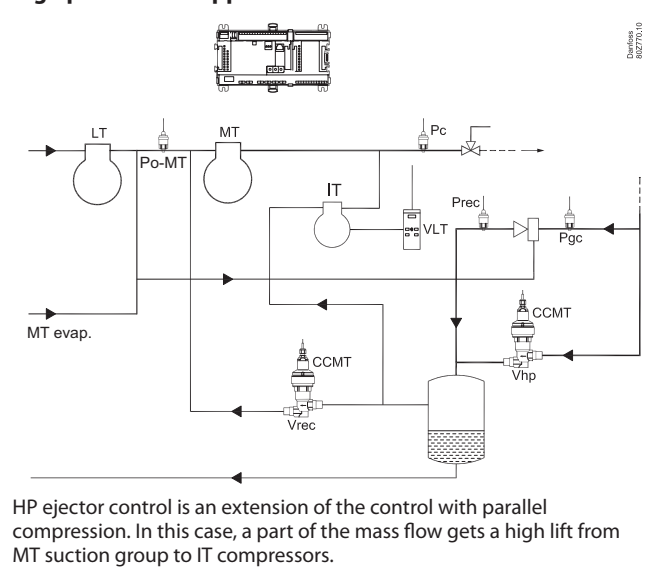 Danfoss
80Z770.10
LT
Po-MT
MT
Pc
IT
VLT
Prec
Pgc
MT evap.
CCMT
Vhp
CCMT
Vrec
HP ejector control is an extension of the control with parallel
compression. In this case, a part of the mass flow gets a high lift from
MT suction group to IT compressors.